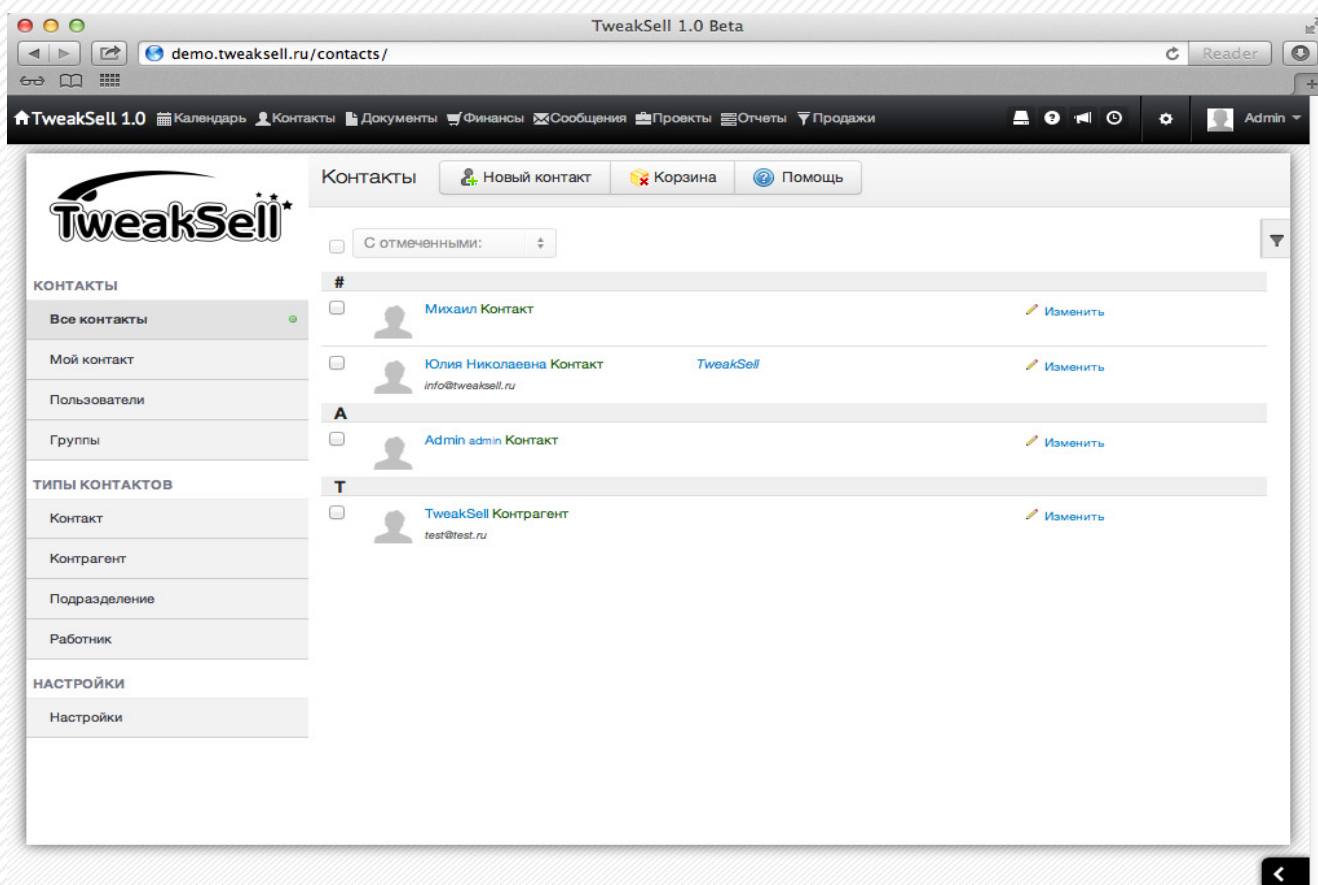 TweakSell 1.0 Beta
demo.tweaksell.ru/contacts/
Reader
TweakSell 1.0 Календарь Контакты Документы Финансы Сообщения Проекты Отчеты Продажи Admin
TweakSell
Контакты Новый контакт Корзина Помощь
С отмеченными:
КОНТАКТЫ
Все контакты
Мой контакт
Пользователи
Группы
ТИПЫ КОНТАКТОВ
Контакт
Контрагент
Подразделение
Работник
НАСТРОЙКИ
Настройки
#
Михаил Контакт Изменить
Юлия Николаевна Контакт TweakSell Изменить
info@tweaksell.ru
A
Admin admin Контакт Изменить
T
TweakSell Контрагент Изменить
test@test.ru